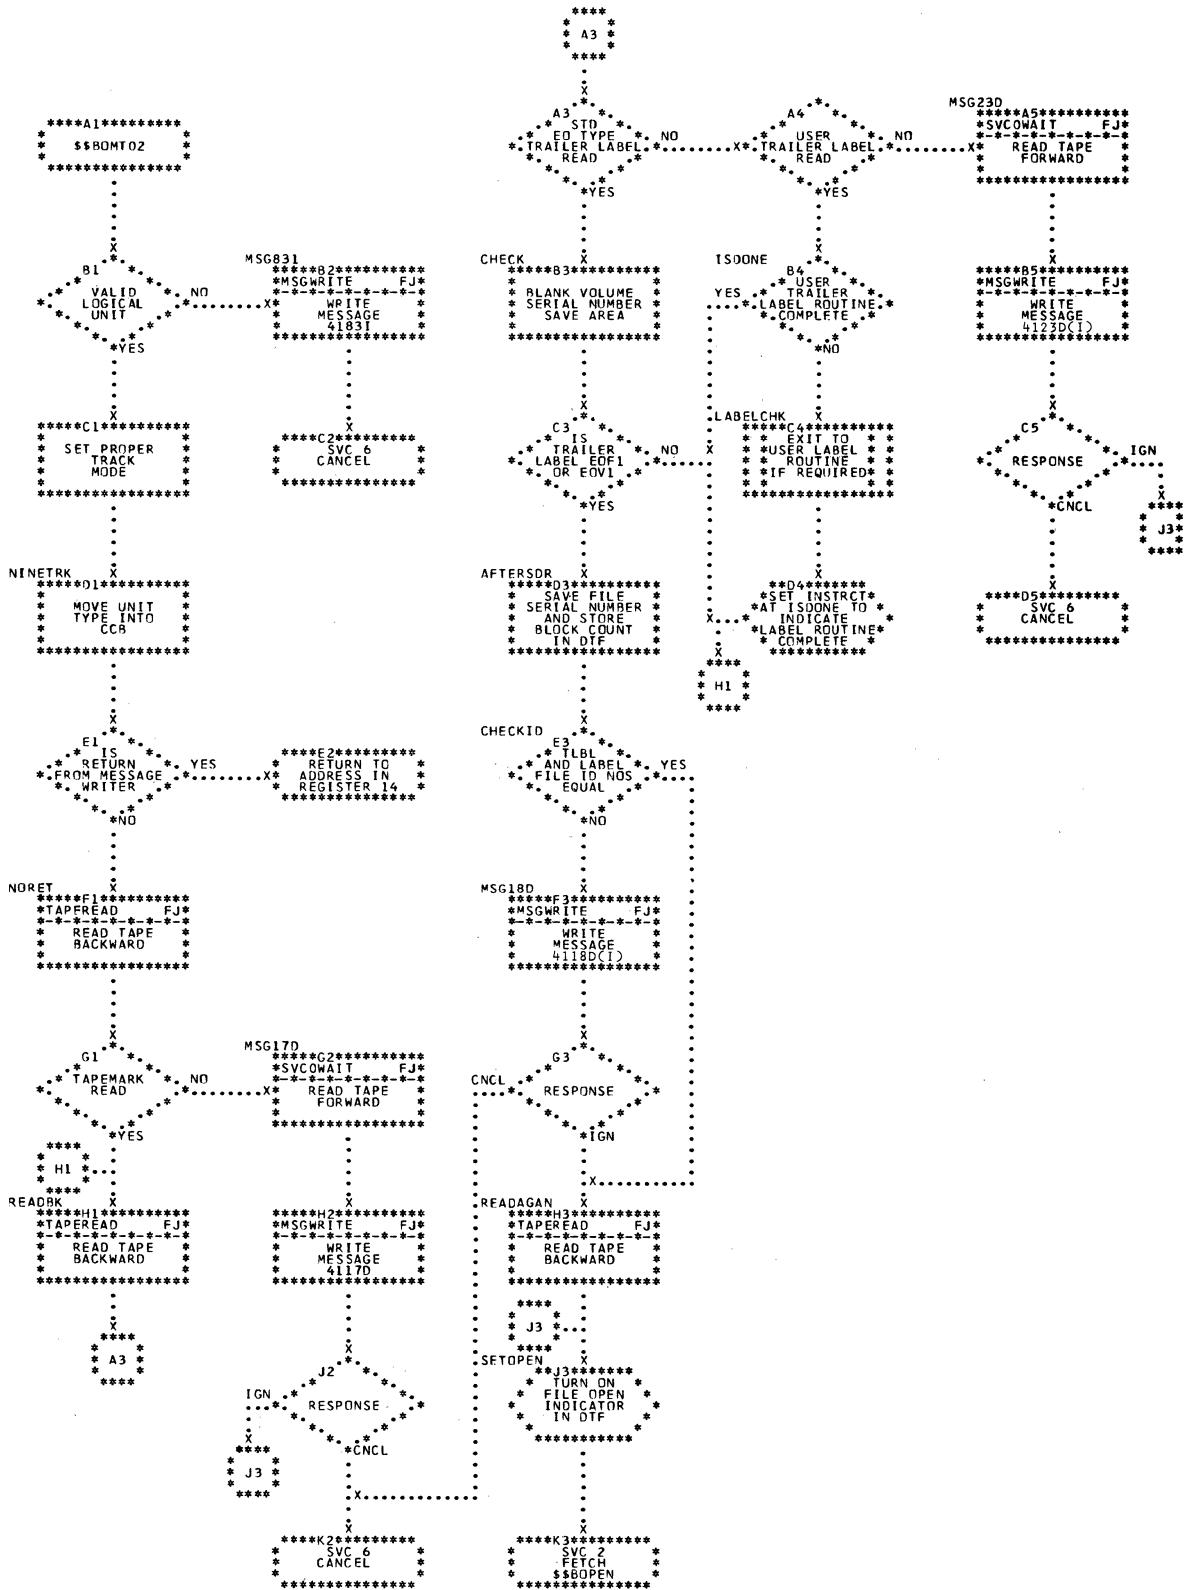 A3
A1
$$BOMT02
B1
VALID
LOGICAL
UNIT
NO
YES
MSG831
B2
MSGWRITE FJ
WRITE
MESSAGE
4183I
C1
SET PROPER
TRACK
MODE
C2
SVC 6
CANCEL
NINETRK
D1
MOVE UNIT
TYPE INTO
CCB
E1
IS
RETURN
FROM MESSAGE
WRITER
YES
NO
E2
RETURN TO
ADDRESS IN
REGISTER 14
NORET
F1
TAPEREAD FJ
READ TAPE
BACKWARD
G1
TAPEMARK
READ
NO
YES
MSG17D
G2
SVCOWAIT FJ
READ TAPE
FORWARD
H1
READBK
H1
TAPEREAD FJ
READ TAPE
BACKWARD
A3
H2
MSGWRITE FJ
WRITE
MESSAGE
4117D
J2
RESPONSE
IGN
CNCL
J3
K2
SVC 6
CANCEL
A3
STD
EO TYPE
TRAILER LABEL
READ
NO
YES
CHECK
B3
BLANK VOLUME
SERIAL NUMBER
SAVE AREA
C3
IS
TRAILER
LABEL EOF1
OR EOV1
NO
YES
AFTERSDR
D3
SAVE FILE
SERIAL NUMBER
AND STORE
BLOCK COUNT
IN DTF
CHECKID
E3
TLBL
AND LABEL
FILE ID NOS
EQUAL
YES
NO
MSG18D
F3
MSGWRITE FJ
WRITE
MESSAGE
4118D(I)
G3
RESPONSE
CNCL
IGN
READAGAN
H3
TAPEREAD FJ
READ TAPE
BACKWARD
J3
SETOPEN
J3
TURN ON
FILE OPEN
INDICATOR
IN DTF
K3
SVC 2
FETCH
$$BOPEN
A4
USER
TRAILER LABEL
READ
NO
YES
ISDONE
B4
USER
TRAILER
LABEL ROUTINE
COMPLETE
YES
NO
LABELCHK
C4
EXIT TO
USER LABEL
ROUTINE
IF REQUIRED
D4
SET INSTRCT
AT ISDONE TO
INDICATE
LABEL ROUTINE
COMPLETE
H1
MSG23D
A5
SVCOWAIT FJ
READ TAPE
FORWARD
B5
MSGWRITE FJ
WRITE
MESSAGE
4123D(I)
C5
RESPONSE
IGN
CNCL
J3
D5
SVC 6
CANCEL